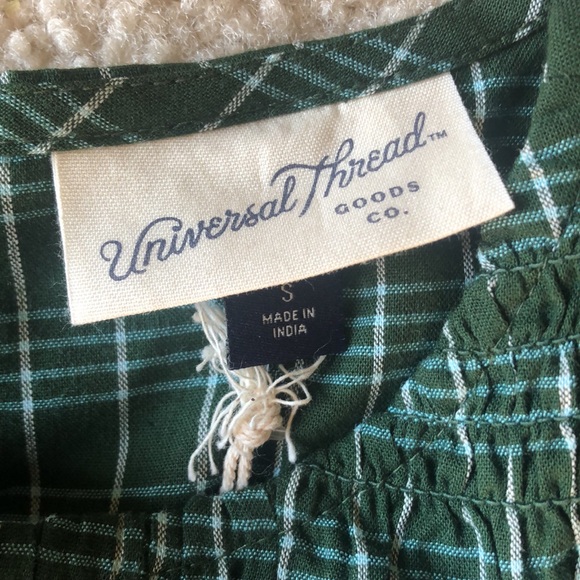 Universal Thread™
GOODS
CO.
S
MADE IN
INDIA